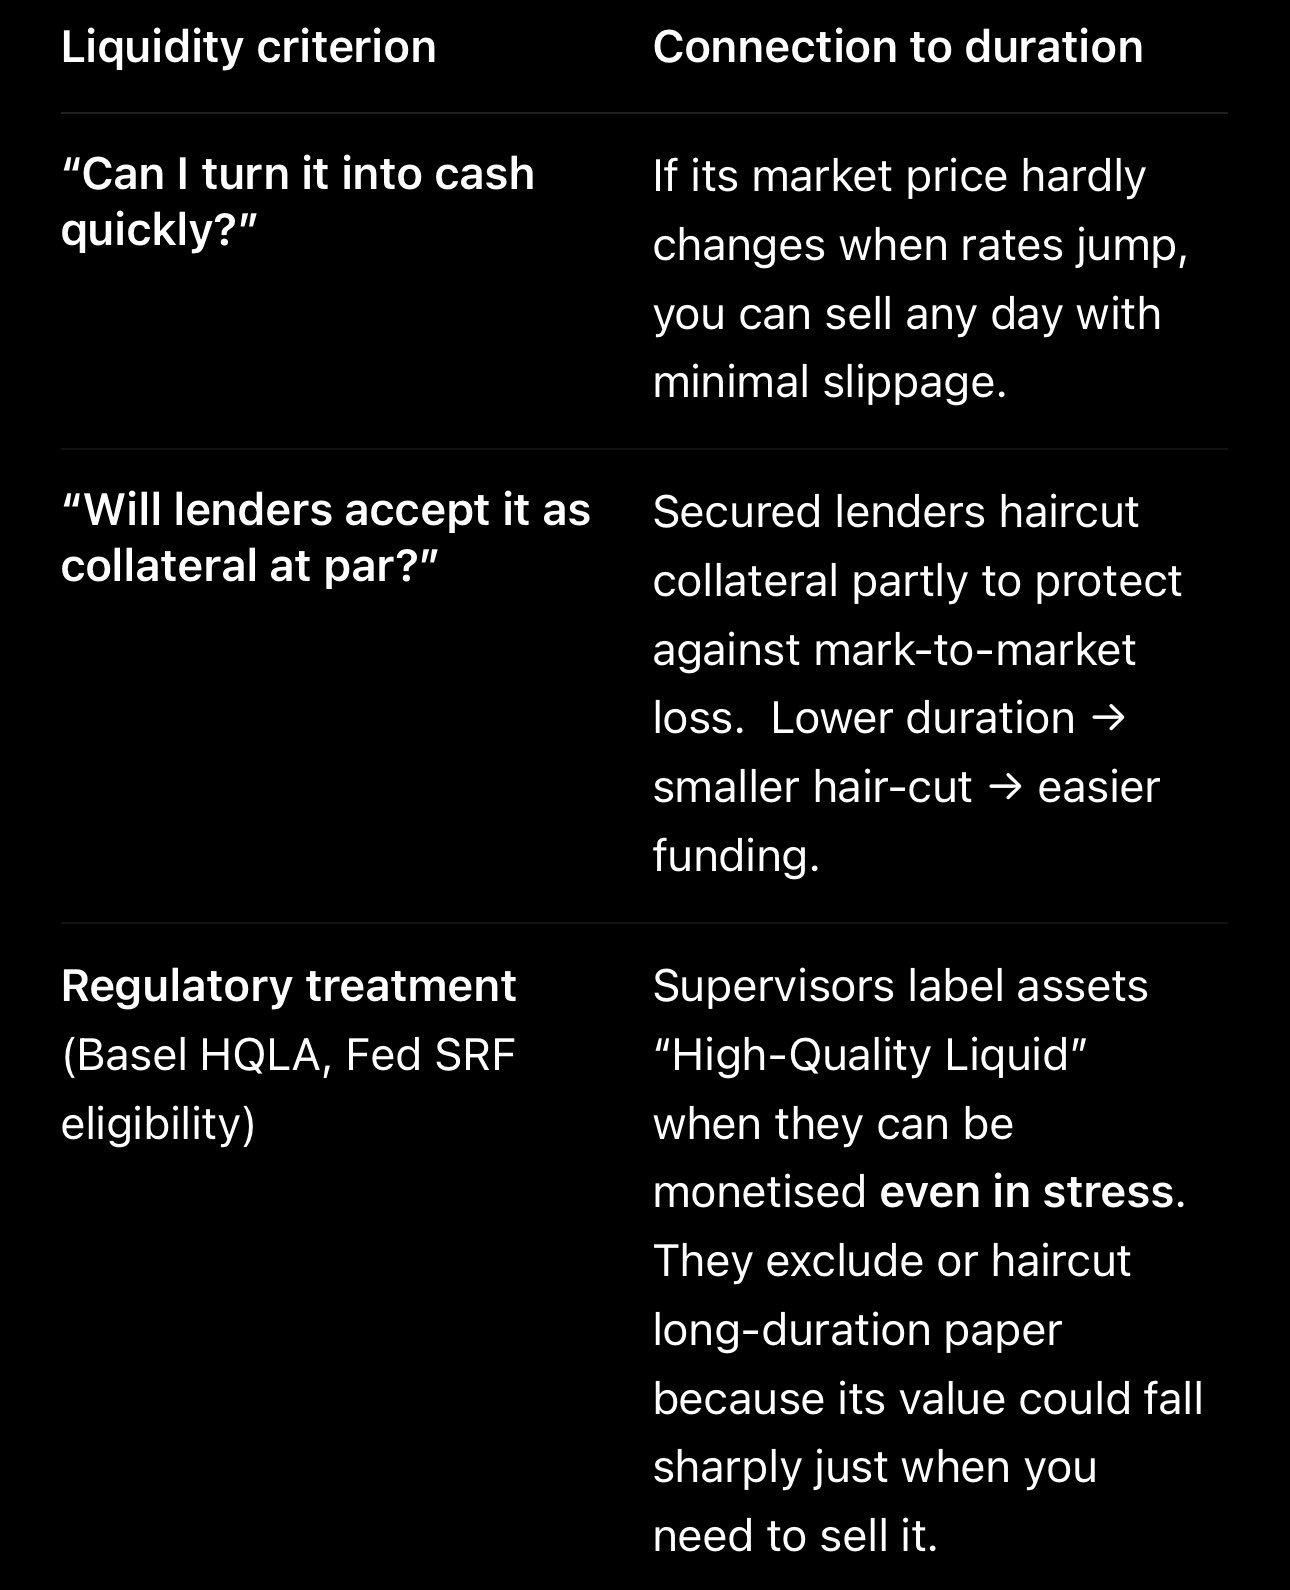 Liquidity criterion
Connection to duration
“Can I turn it into cash
quickly?”
If its market price hardly
changes when rates jump,
you can sell any day with
minimal slippage.
“Will lenders accept it as
collateral at par?”
Secured lenders haircut
collateral partly to protect
against mark-to-market
loss.  Lower duration →
smaller hair-cut → easier
funding.
Regulatory treatment
(Basel HQLA, Fed SRF
eligibility)
Supervisors label assets
“High-Quality Liquid”
when they can be
monetised even in stress.
They exclude or haircut
long-duration paper
because its value could fall
sharply just when you
need to sell it.